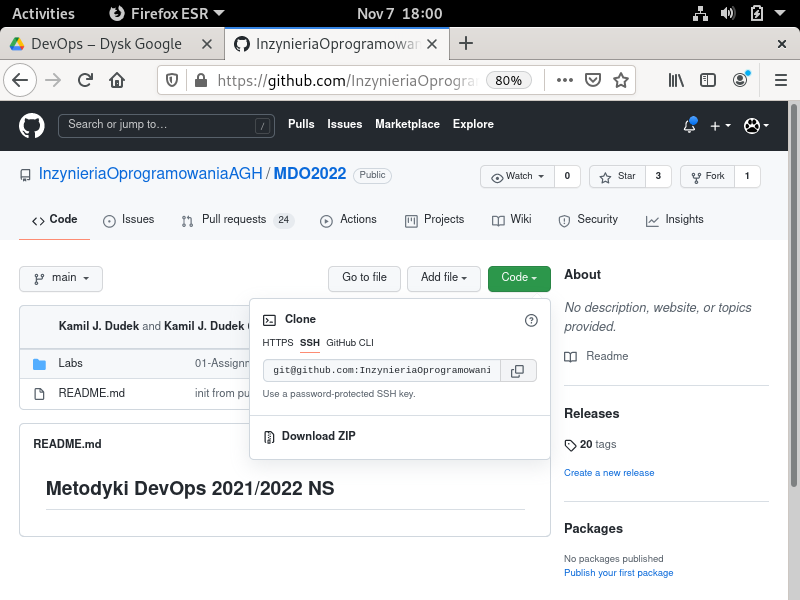 Activities Firefox ESR Nov 7 18:00
DevOps – Dysk Google InzynieriaOprogramowan
https://github.com/InzynieriaOprogra 80%
Search or jump to… / Pulls Issues Marketplace Explore
InzynieriaOprogramowaniaAGH / MDO2022 Public Watch 0 Star 3 Fork 1
Code Issues Pull requests 24 Actions Projects Wiki Security Insights
main Go to file Add file Code
About
No description, website, or topics
provided.
Readme
Kamil J. Dudek and Kamil J. Dudek
Labs 01-Assignm
README.md init from pu
Clone
HTTPS SSH GitHub CLI
git@github.com:InzynieriaOprogramowani
Use a password-protected SSH key.
Download ZIP
README.md
Metodyki DevOps 2021/2022 NS
Releases
20 tags
Create a new release
Packages
No packages published
Publish your first package